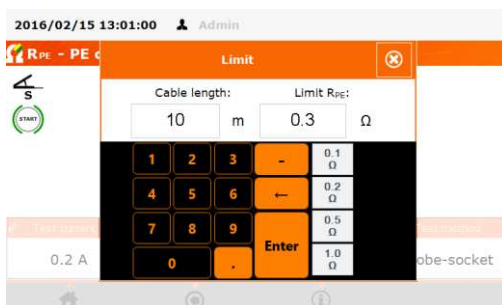 2016/02/15 13:01:00 Admin
RPE - PE c
Limit
S
START
Cable length: Limit RPE:
10 m 0.3 Ω
1 2 3 - 0.1 Ω
4 5 6 ← 0.2 Ω
7 8 9 Enter 0.5 Ω
0 . 1.0 Ω
Test current
0.2 A obe-socket